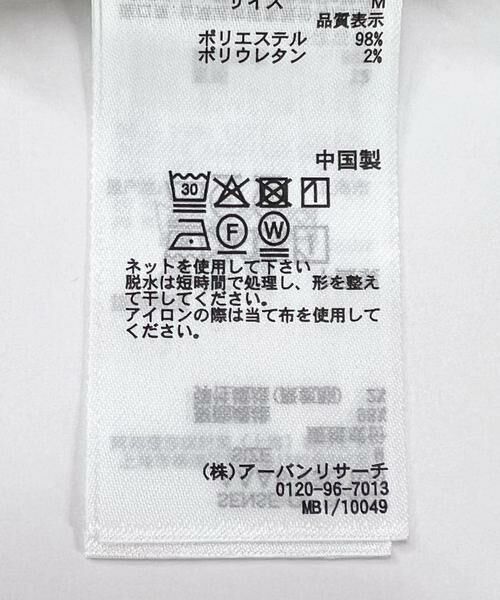 サイズ M
品質表示
ポリエステル 98%
ポリウレタン 2%
中国製
30
F W
ネットを使用して下さい
脱水は短時間で処理し、形を整え
て干してください。
アイロンの際は当て布を使用して
ください。
(株)アーバンリサーチ
0120-96-7013
MBI/10049